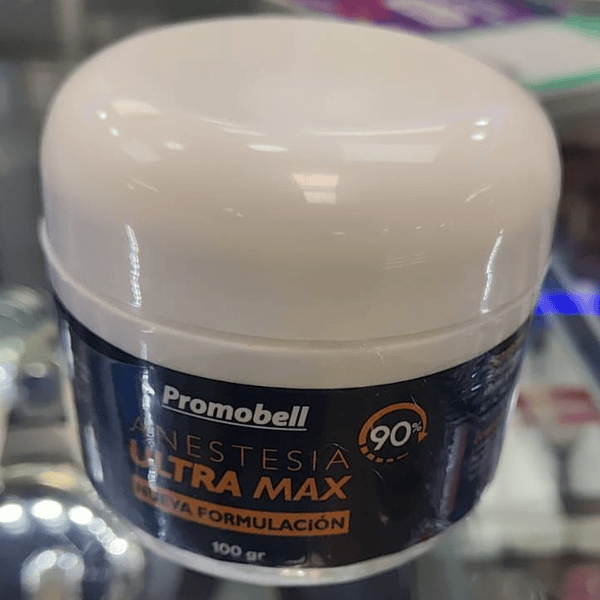 Promobell
ANESTESIA
ULTRA MAX
NUEVA FORMULACIÓN
100 gr
90%